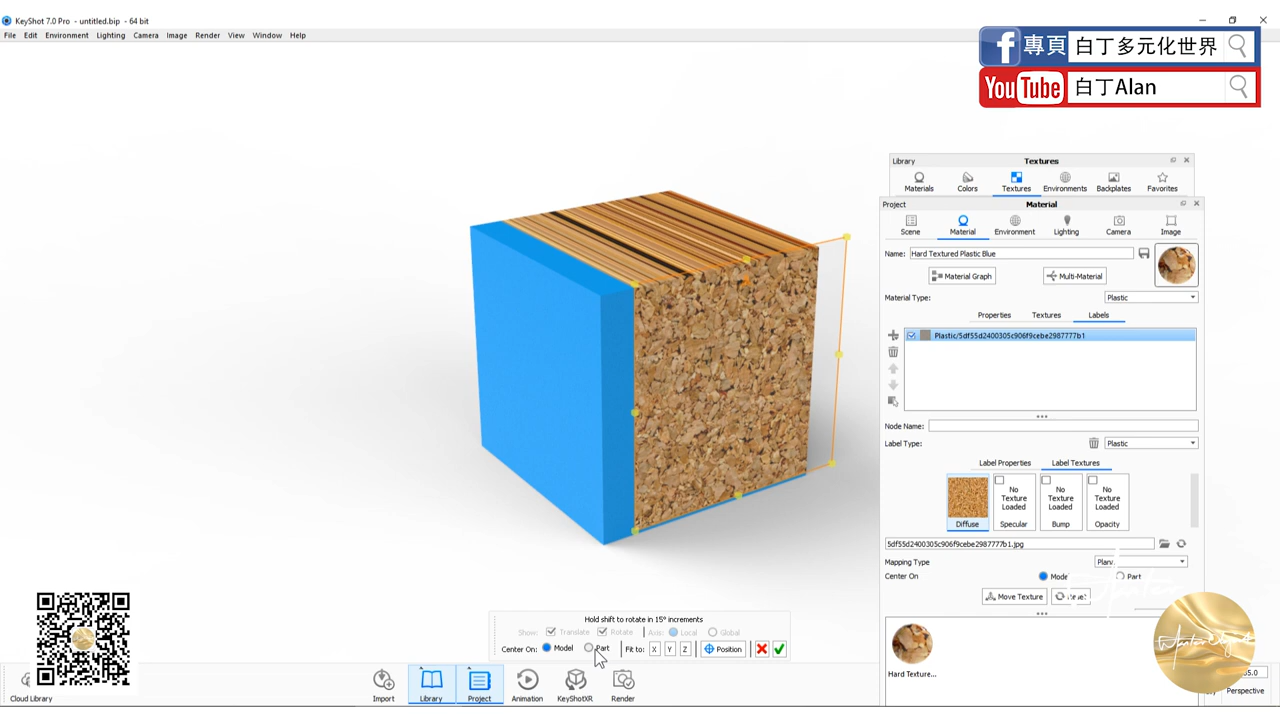 KeyShot 7.0 Pro - untitled.bip - 64 bit
File Edit Environment Lighting Camera Image Render View Window Help
專頁 白丁多元化世界
YouTube 白丁Alan
Library Textures
Materials Colors Textures Environments Backplates Favorites
Project Material
Scene Material Environment Lighting Camera Image
Name: Hard Textured Plastic Blue
Material Graph Multi-Material
Material Type: Plastic
Properties Textures Labels
Plastic/5df55d2400305c906f9cebe2987777b1
Node Name:
Label Type: Plastic
Label Properties Label Textures
No Texture Loaded No Texture Loaded No Texture Loaded
Diffuse Specular Bump Opacity
5df55d2400305c906f9cebe2987777b1.jpg
Mapping Type
Center On Model Part
Move Texture Reset
Hard Texture...
Hold shift to rotate in 15° increments
Show: Translate Rotate Axis: Local Global
Center On: Model Part Fit to: X Y Z Position
Cloud Library Import Library Project Animation KeyShotXR Render
Perspective